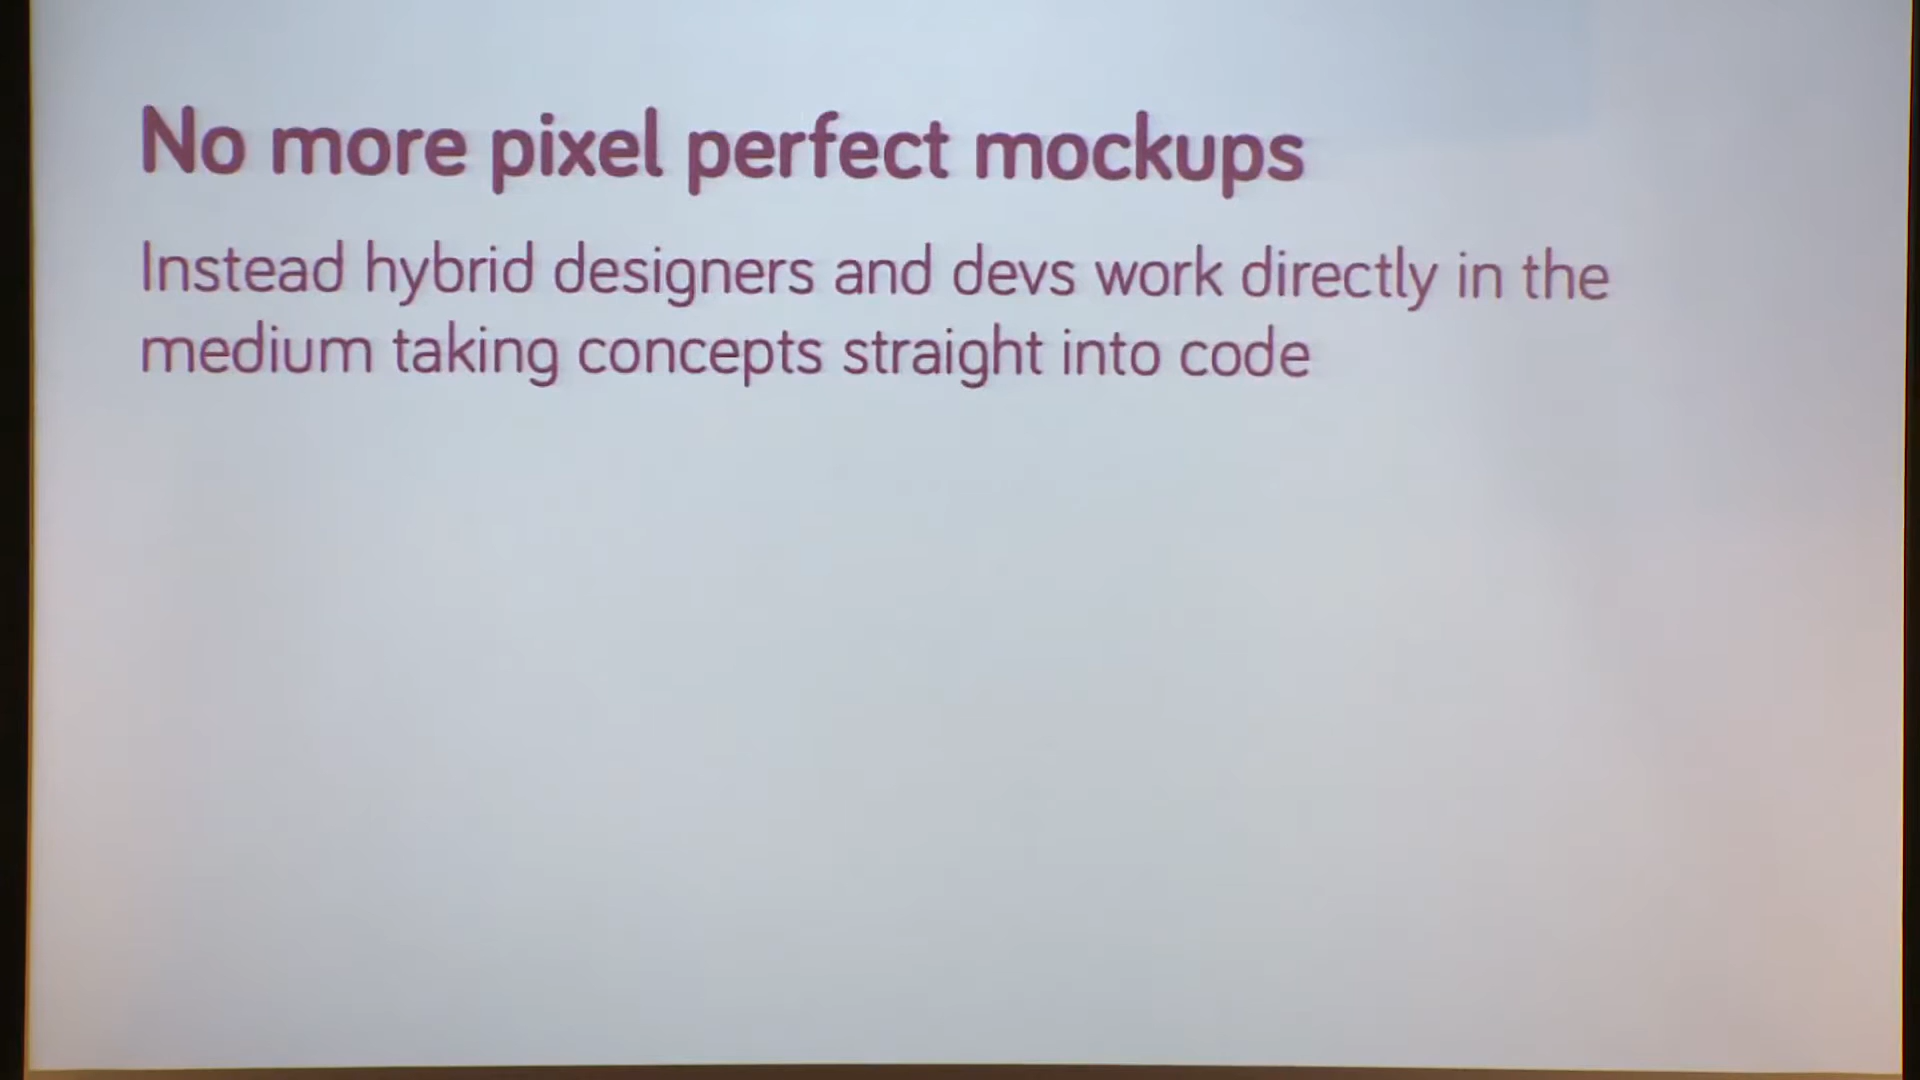 No more pixel perfect mockups
Instead hybrid designers and devs work directly in the
medium taking concepts straight into code